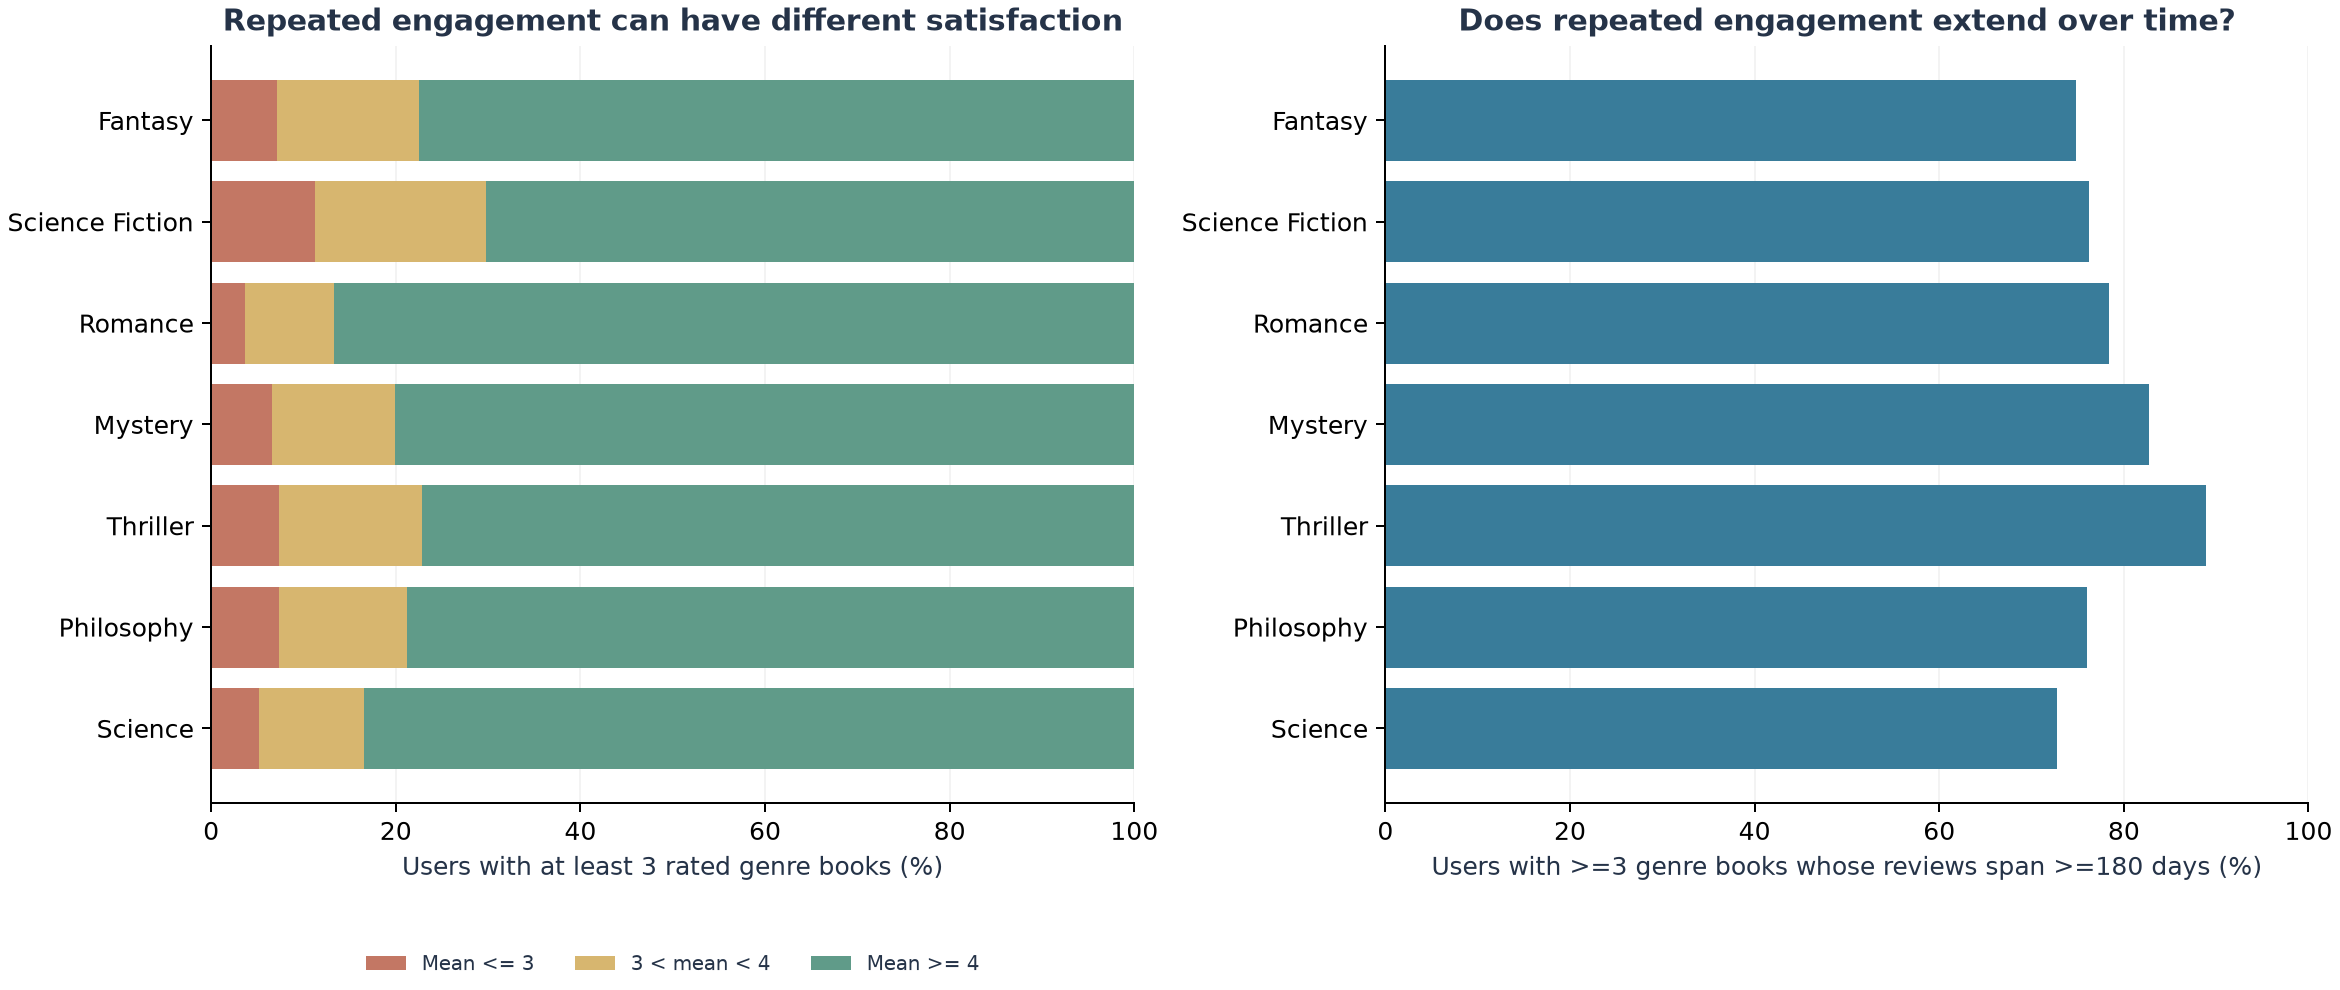 Repeated engagement can have different satisfaction
Fantasy
Science Fiction
Romance
Mystery
Thriller
Philosophy
Science
0 20 40 60 80 100
Users with at least 3 rated genre books (%)
Mean <= 3 3 < mean < 4 Mean >= 4
Does repeated engagement extend over time?
Fantasy
Science Fiction
Romance
Mystery
Thriller
Philosophy
Science
0 20 40 60 80 100
Users with >=3 genre books whose reviews span >=180 days (%)